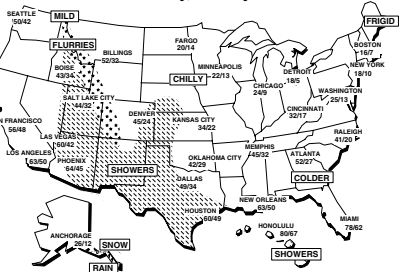 SEATTLE
50/42
MILD
FRIGID
FLURRIES
BILLINGS
52/32
FARGO
20/14
BOSTON
16/7
BOISE
43/34
MINNEAPOLIS
22/13
DETROIT
18/5
NEW YORK
18/10
CHILLY
CHICAGO
24/9
SALT LAKE CITY
44/32
WASHINGTON
25/13
DENVER
45/24
KANSAS CITY
34/22
CINCINNATI
32/17
N FRANCISCO
56/48
LAS VEGAS
60/42
RALEIGH
41/20
LOS ANGELES
63/50
PHOENIX
64/45
OKLAHOMA CITY
42/29
MEMPHIS
45/32
ATLANTA
52/27
SHOWERS
DALLAS
49/34
COLDER
HOUSTON
60/49
NEW ORLEANS
63/50
MIAMI
78/62
ANCHORAGE
26/12
SNOW
RAIN
HONOLULU
80/67
SHOWERS